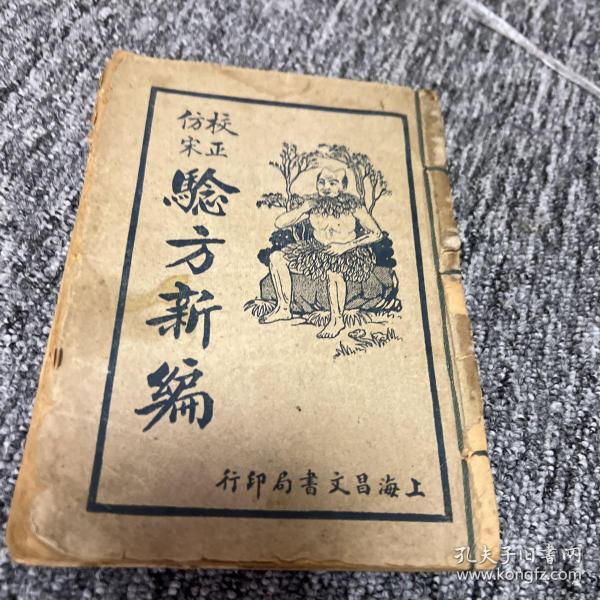 校正
仿宋
驗方新編
上海昌文書局印行
孔夫子旧書网
www.kongfz.com